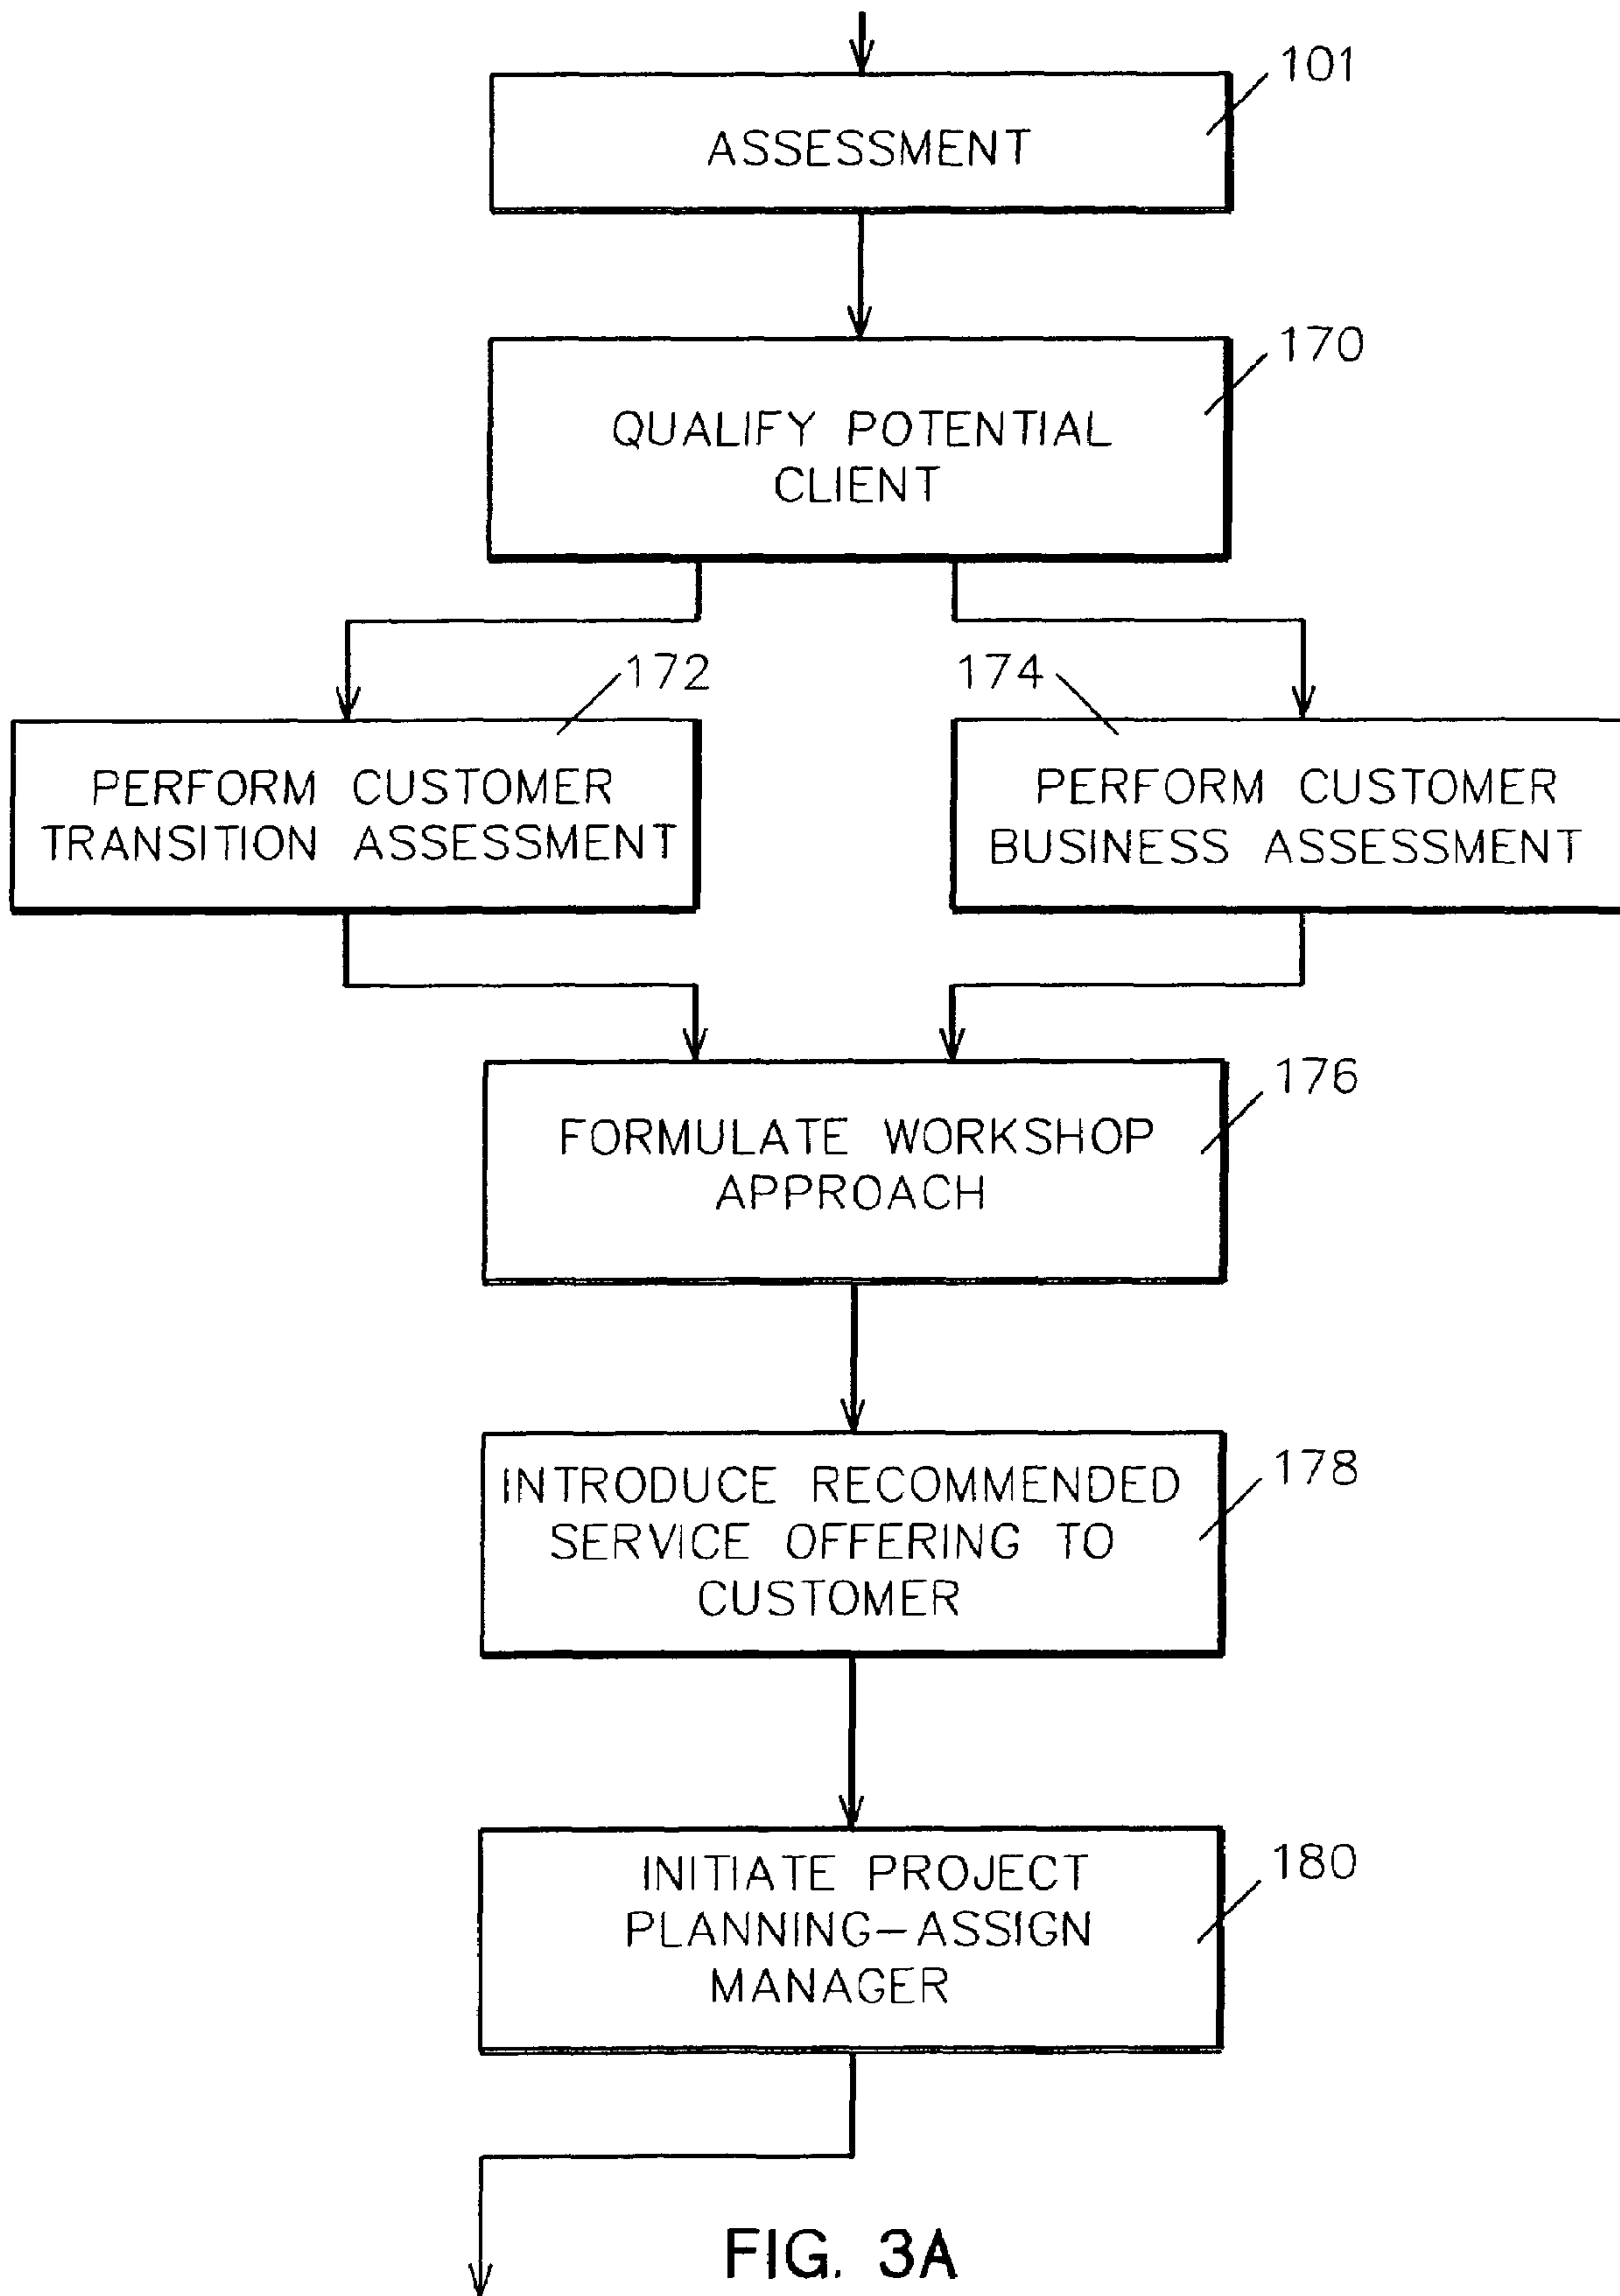 101
ASSESSMENT
170
QUALIFY POTENTIAL
CLIENT
172
174
PERFORM CUSTOMER
TRANSITION ASSESSMENT
PERFORM CUSTOMER
BUSINESS ASSESSMENT
176
FORMULATE WORKSHOP
APPROACH
178
INTRODUCE RECOMMENDED
SERVICE OFFERING TO
CUSTOMER
180
INITIATE PROJECT
PLANNING–ASSIGN
MANAGER
FIG. 3A